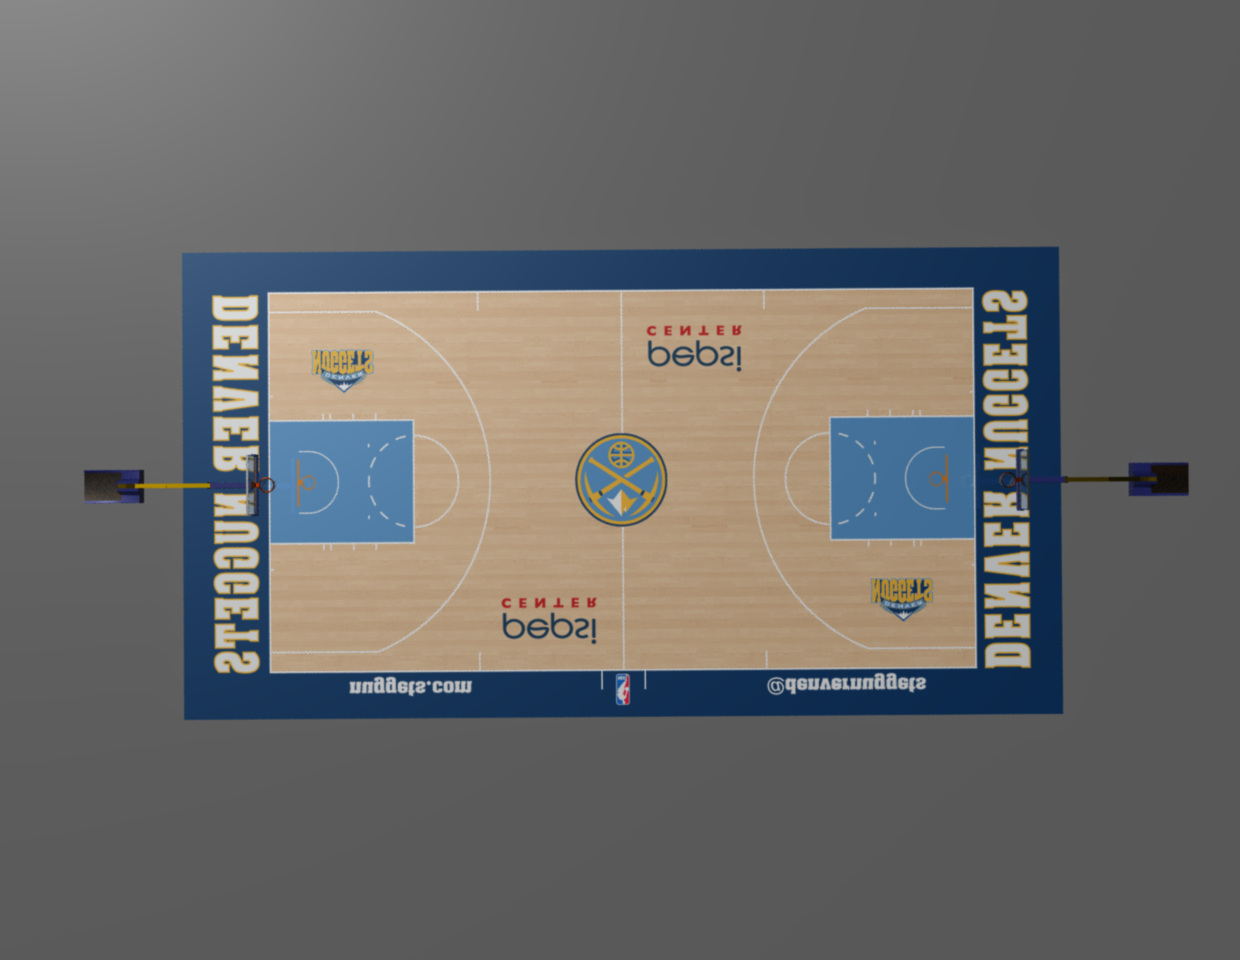 CENTER
pepsi
NUGGETS
DENVER
DENVER NUGGETS
DENVER NUGGETS
CENTER
pepsi
NUGGETS
DENVER
nuggets.com
@denvernuggets